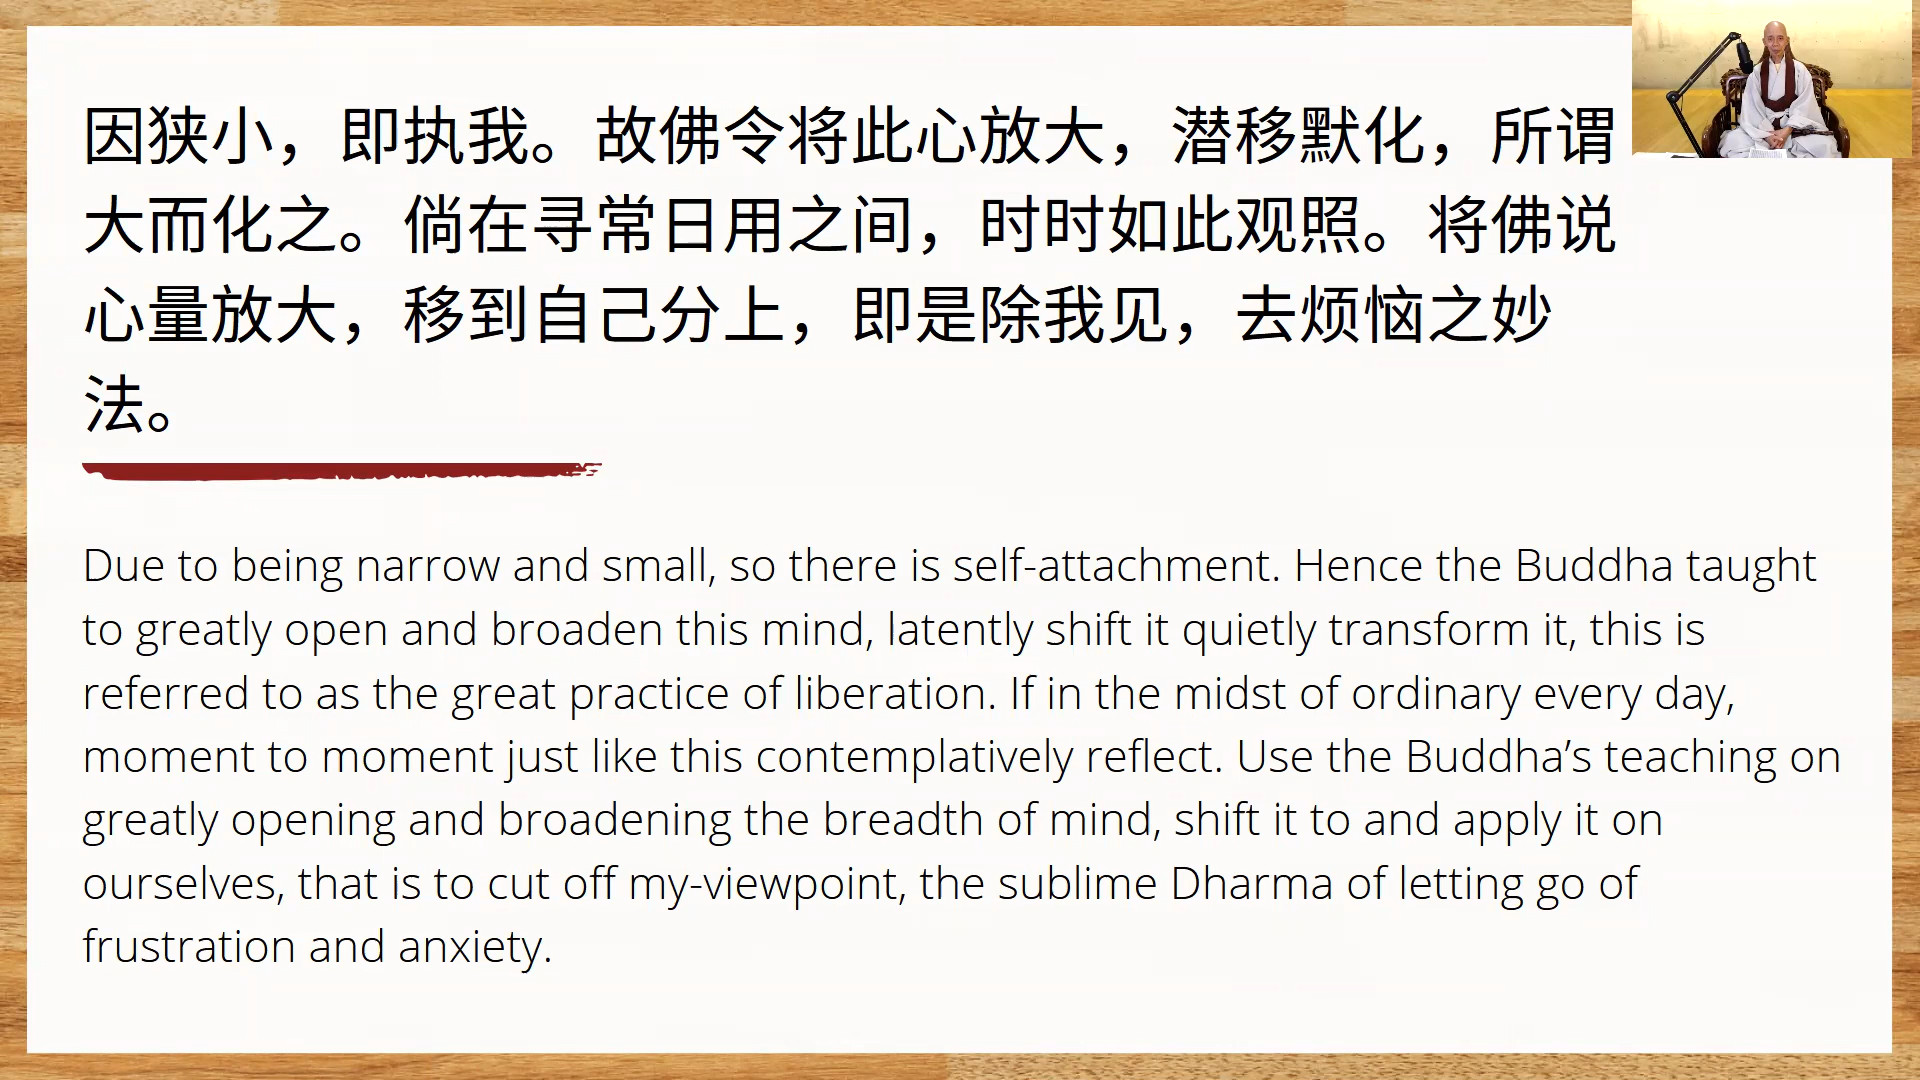 因狭小，即执我。故佛令将此心放大，潜移默化，所谓
大而化之。倘在寻常日用之间，时时如此观照。将佛说
心量放大，移到自己分上，即是除我见，去烦恼之妙
法。
Due to being narrow and small, so there is self-attachment. Hence the Buddha taught
to greatly open and broaden this mind, latently shift it quietly transform it, this is
referred to as the great practice of liberation. If in the midst of ordinary every day,
moment to moment just like this contemplatively reflect. Use the Buddha’s teaching on
greatly opening and broadening the breadth of mind, shift it to and apply it on
ourselves, that is to cut off my-viewpoint, the sublime Dharma of letting go of
frustration and anxiety.